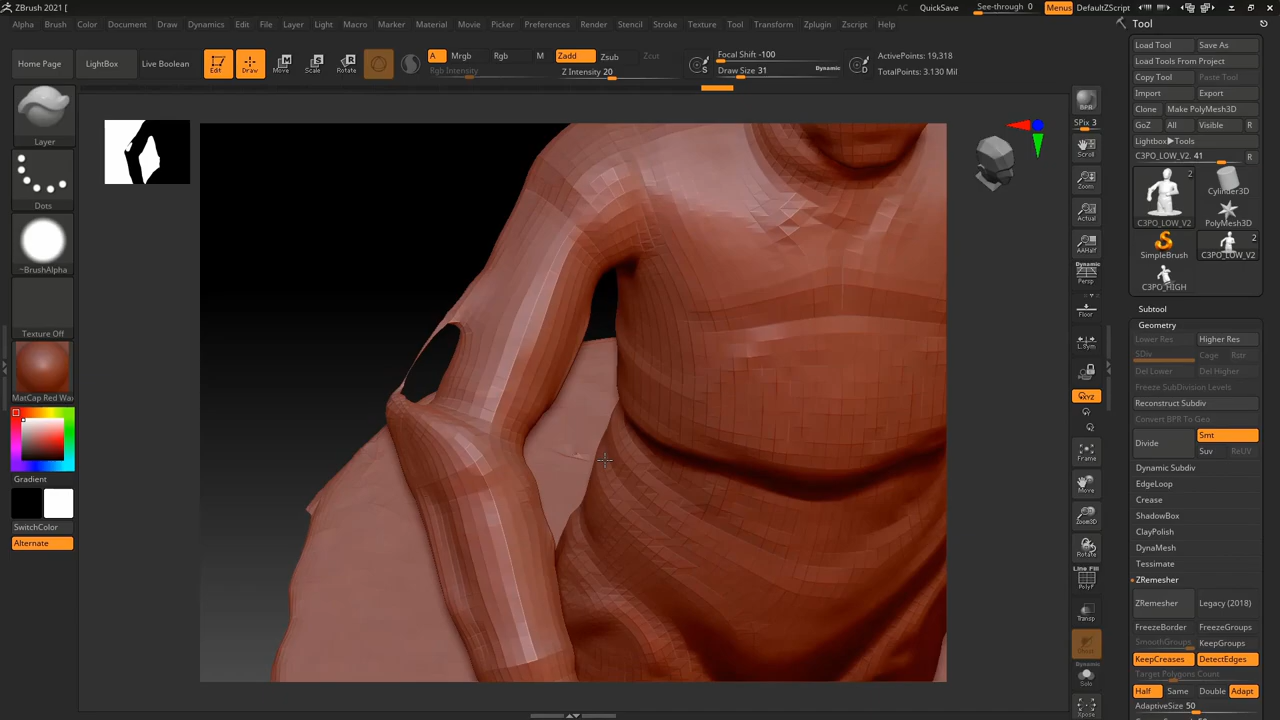 ZBrush 2021 [
AC QuickSave See-through 0 Menus DefaultZScript
Alpha Brush Color Document Draw Dynamics Edit File Layer Light Macro Marker Material Movie Picker Preferences Render Stencil Stroke Texture Tool Transform Zplugin Zscript Help
Home Page LightBox Live Boolean Edit Draw Move Scale Rotate
A Mrgb Rgb M Zadd Zsub Zcut
Rgb Intensity Z Intensity 20
Focal Shift -100
Draw Size 31 Dynamic
S D
ActivePoints: 19,318
TotalPoints: 3.130 Mil
Layer
Dots
~BrushAlpha
Texture Off
MatCap Red Wax
Gradient
SwitchColor
Alternate
BPR
SPix 3
Scroll
Zoom
Actual
AAHalf
Dynamic
Persp
Floor
L.Sym
XYZ
Frame
Move
Zoom3D
Rotate
Line Fill
PolyF
Transp
Dynamic
Solo
Xpose
Tool
Load Tool Save As
Load Tools From Project
Copy Tool Paste Tool
Import Export
Clone Make PolyMesh3D
GoZ All Visible R
Lightbox▶Tools
C3PO_LOW_V2. 41 R
2
Cylinder3D
C3PO_LOW_V2 PolyMesh3D
2
SimpleBrush C3PO_LOW_V2
C3PO_HIGH
Subtool
Geometry
Lower Res Higher Res
SDiv Cage Rstr
Del Lower Del Higher
Freeze SubDivision Levels
Reconstruct Subdiv
Convert BPR To Geo
Divide Smt
Suv ReUV
Dynamic Subdiv
EdgeLoop
Crease
ShadowBox
ClayPolish
DynaMesh
Tessimate
ZRemesher
ZRemesher Legacy (2018)
FreezeBorder FreezeGroups
SmoothGroups KeepGroups
KeepCreases DetectEdges
Target Polygons Count
Half Same Double Adapt
AdaptiveSize 50